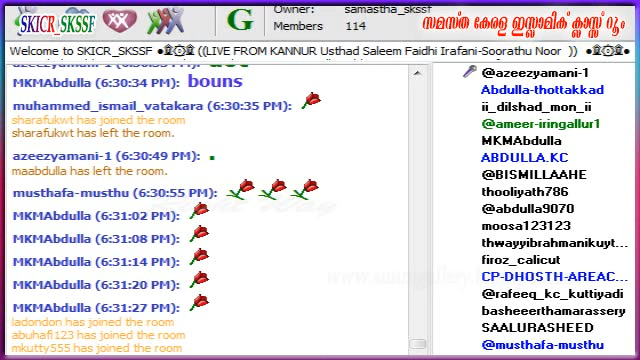 SKICR_SKSSF
G
Owner: samastha_skssf
Members 114
സമസ്ത കേരള ഇസ്ലാമിക് ക്ലാസ്സ് റൂം
Welcome to SKICR_SKSSF ((LIVE FROM KANNUR Usthad Saleem Faidhi Irafani-Soorathu Noor ))
MKMAbdulla (6:30:34 PM): bouns
muhammed_ismail_vatakara (6:30:35 PM):
sharafukwt has joined the room
sharafukwt has left the room.
azeezyamani-1 (6:30:49 PM): .
maabdulla has left the room.
musthafa-musthu (6:30:55 PM):
MKMAbdulla (6:31:02 PM):
MKMAbdulla (6:31:08 PM):
MKMAbdulla (6:31:14 PM):
MKMAbdulla (6:31:20 PM):
MKMAbdulla (6:31:27 PM):
ladondon has joined the room
abuhafi123 has joined the room
mkutty555 has joined the room
@azeezyamani-1
Abdulla-thottakkad
ii_dilshad_mon_ii
@ameer-iringallur1
MKMAbdulla
ABDULLA.KC
@BISMILLAAHE
thooliyath786
@abdulla9070
moosa123123
thwayyibrahmanikuyt...
firoz_calicut
CP-DHOSTH-AREAC...
@rafeeq_kc_kuttiyadi
basheeerthamarassery
SAALURASHEED
@musthafa-musthu